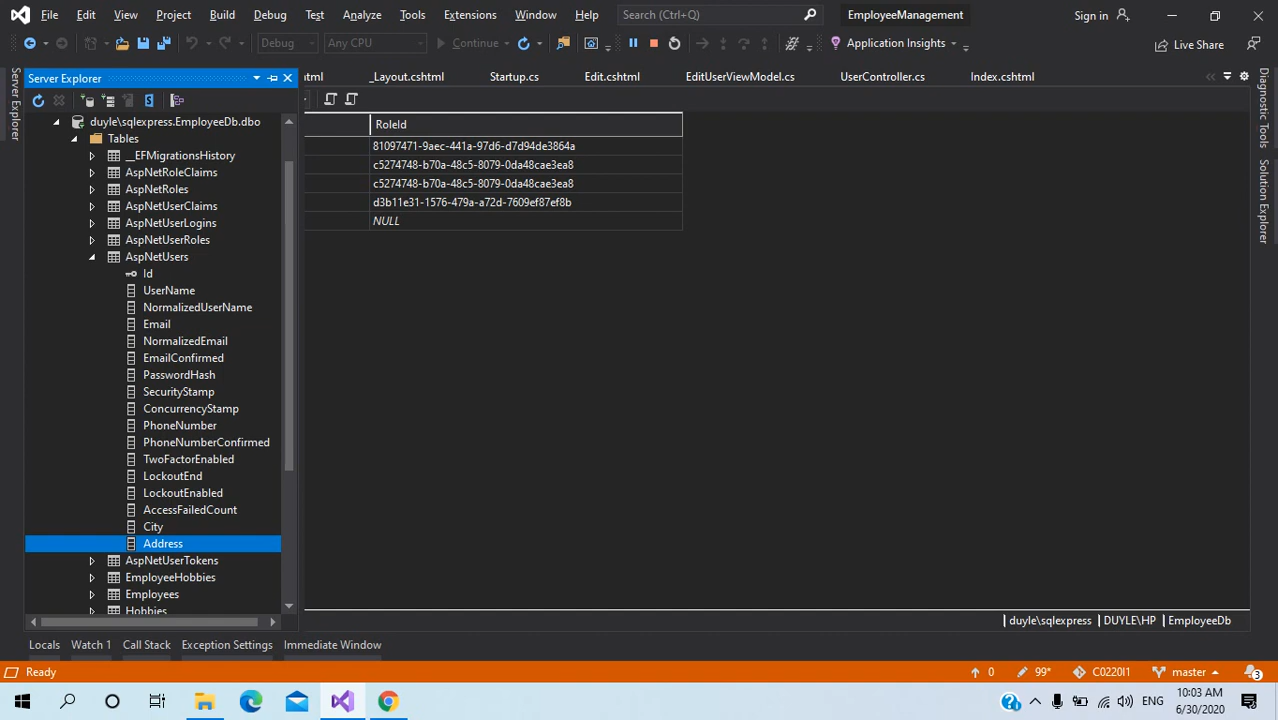 File Edit View Project Build Debug Test Analyze Tools Extensions Window Help Search (Ctrl+Q) EmployeeManagement Sign in
Debug Any CPU Continue Application Insights Live Share
Server Explorer
tml _Layout.cshtml Startup.cs Edit.cshtml EditUserViewModel.cs UserController.cs Index.cshtml
Server Explorer
Diagnostic Tools
Solution Explorer
duyle\sqlexpress.EmployeeDb.dbo
Tables
__EFMigrationsHistory
AspNetRoleClaims
AspNetRoles
AspNetUserClaims
AspNetUserLogins
AspNetUserRoles
AspNetUsers
Id
UserName
NormalizedUserName
Email
NormalizedEmail
EmailConfirmed
PasswordHash
SecurityStamp
ConcurrencyStamp
PhoneNumber
PhoneNumberConfirmed
TwoFactorEnabled
LockoutEnd
LockoutEnabled
AccessFailedCount
City
Address
AspNetUserTokens
EmployeeHobbies
Employees
Hobbies
RoleId
81097471-9aec-441a-97d6-d7d94de3864a
c5274748-b70a-48c5-8079-0da48cae3ea8
c5274748-b70a-48c5-8079-0da48cae3ea8
d3b11e31-1576-479a-a72d-7609ef87ef8b
NULL
duyle\sqlexpress DUYLE\HP EmployeeDb
Locals Watch 1 Call Stack Exception Settings Immediate Window
Ready 0 99* C0220I1 master 3
ENG 10:03 AM
6/30/2020